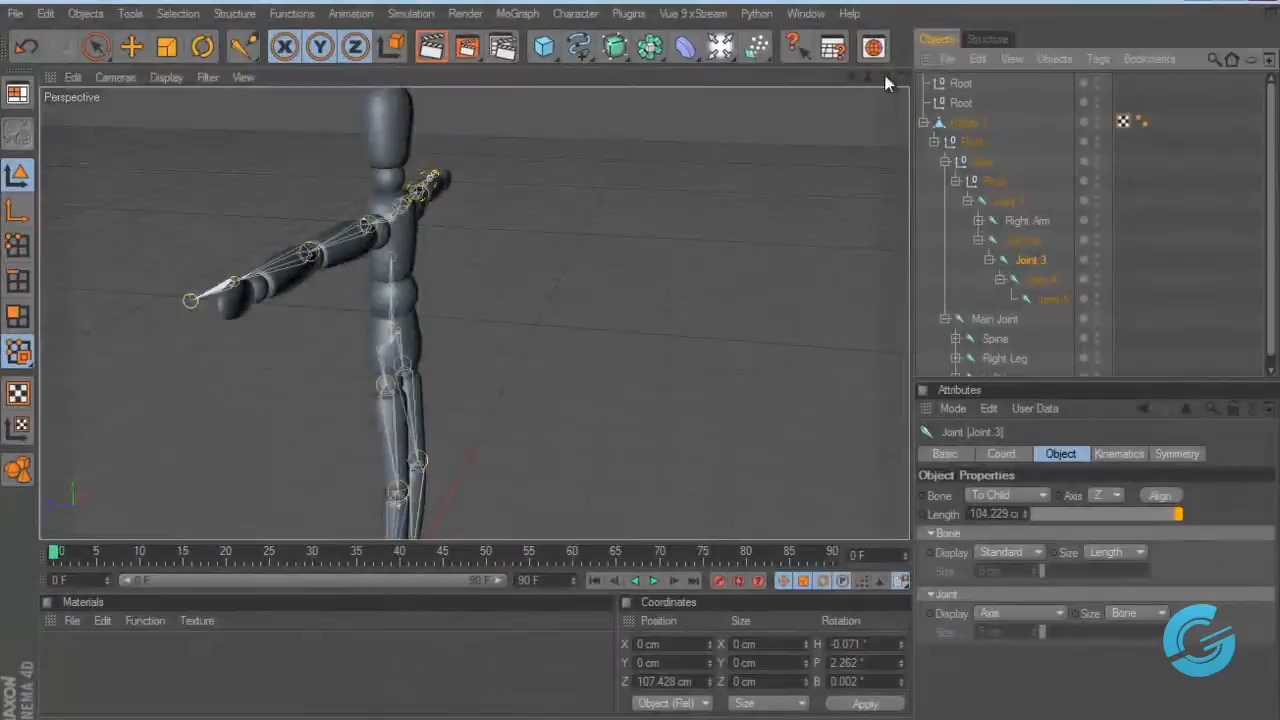 File Edit Objects Tools Selection Structure Functions Animation Simulation Render MoGraph Character Plugins Vue 9 xStream Python Window Help
X Y Z
Objects Structure
Edit Cameras Display Filter View
File Edit View Objects Tags Bookmarks
Perspective
Root
Root
Root
Right Arm
Joint.3
Main Joint
Spine
Right Leg
Attributes
Mode Edit User Data
Joint [Joint.3]
Basic Coord Object Kinematics Symmetry
Object Properties
Bone To Child Axis Z Align
Length 104.229 c
Bone
Display Standard Size Length
Size
Joint
Display Axis Size Bone
Size
0 5 10 15 20 25 30 35 40 45 50 55 60 65 70 75 80 85 90 0 F
0 F 0 F 90 F 90 F
Materials
File Edit Function Texture
Coordinates
Position Size Rotation
X 0 cm X 0 cm H -0.071 °
Y 0 cm Y 0 cm P 2.262 °
Z 107.428 cm Z 0 cm B 0.002 °
Object (Rel) Size Apply
MAXON
CINEMA 4D